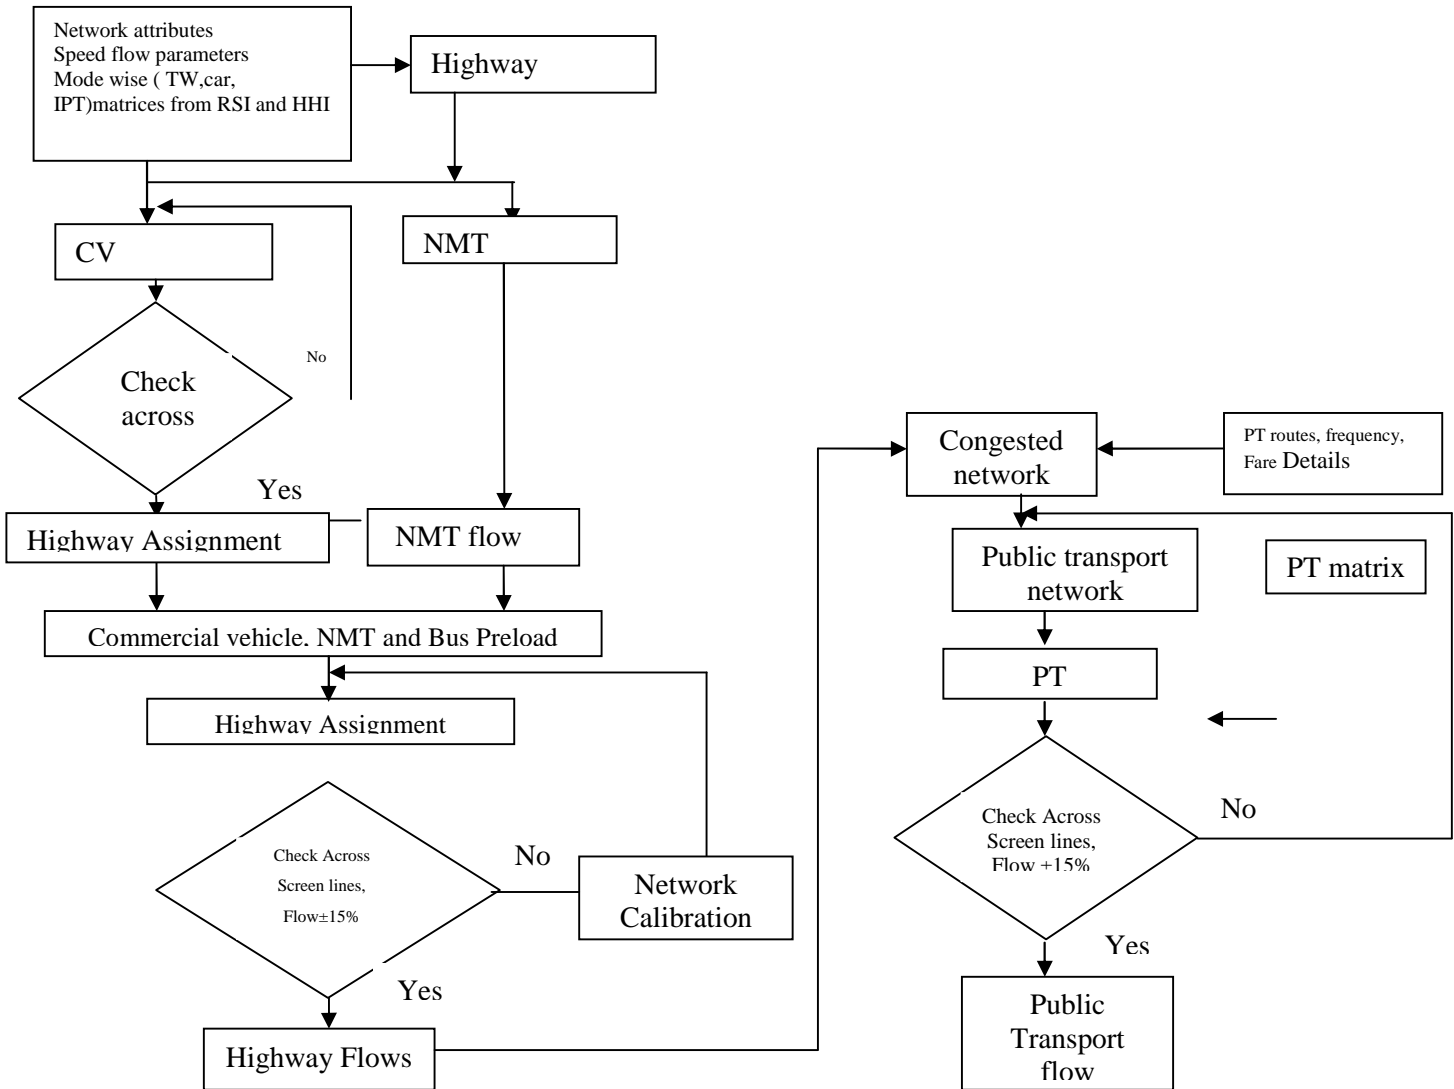 Network attributes
Speed flow parameters
Mode wise ( TW,car,
IPT)matrices from RSI and HHI
Highway
CV
NMT
No
Check
across
Yes
Highway Assignment
NMT flow
Commercial vehicle, NMT and Bus Preload
Highway Assignment
Check Across
Screen lines,
Flow±15%
No
Network
Calibration
Yes
Highway Flows
Congested
network
PT routes, frequency,
Fare Details
Public transport
network
PT matrix
PT
Check Across
Screen lines,
Flow +15%
No
Yes
Public
Transport
flow